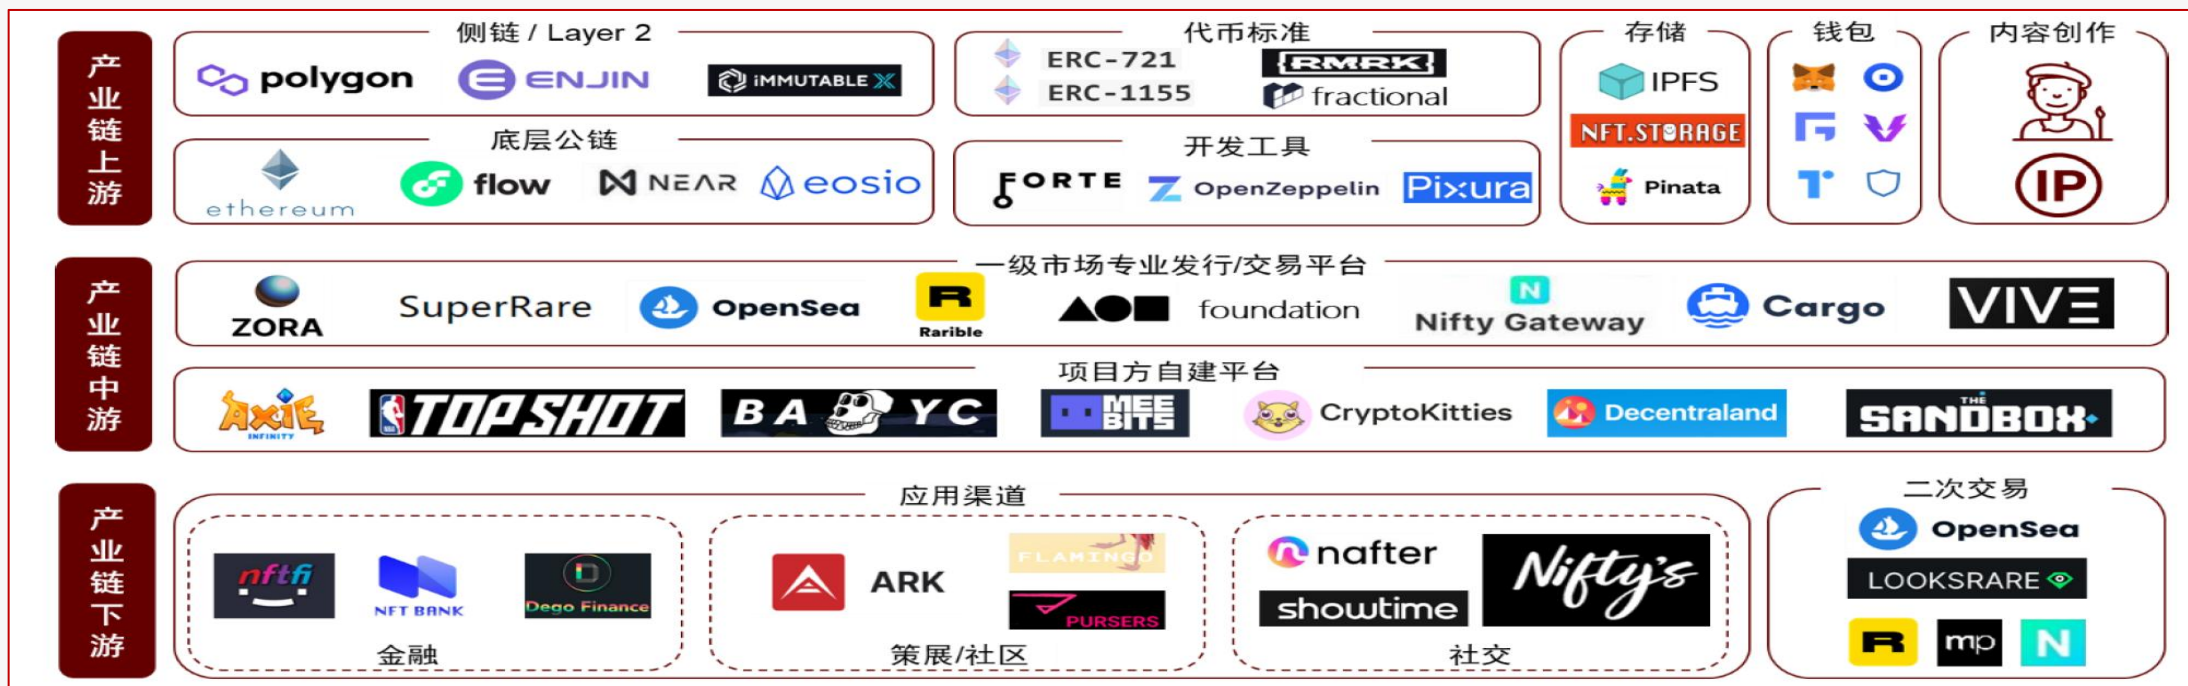 产业链上游
侧链 / Layer 2
polygon
ENJIN
IMMUTABLE X
底层公链
ethereum
flow
NEAR
eosio
代币标准
ERC-721
ERC-1155
RMRK
fractional
开发工具
FORTE
OpenZeppelin
Pixura
存储
IPFS
NFT.STORAGE
Pinata
钱包
内容创作
IP
产业链中游
一级市场专业发行/交易平台
ZORA
SuperRare
OpenSea
R
Rarible
foundation
N
Nifty Gateway
Cargo
VIVE
项目方自建平台
AXIE
INFINITY
TOP SHOT
BAYC
MEE
BITS
CryptoKitties
Decentraland
THE
SANDBOX
产业链下游
应用渠道
nftfi
NFT BANK
D
Dego Finance
金融
ARK
FLAMINGO
PURSERS
策展/社区
nafter
showtime
Nifty's
社交
二次交易
OpenSea
LOOKSRARE
R
mp
N